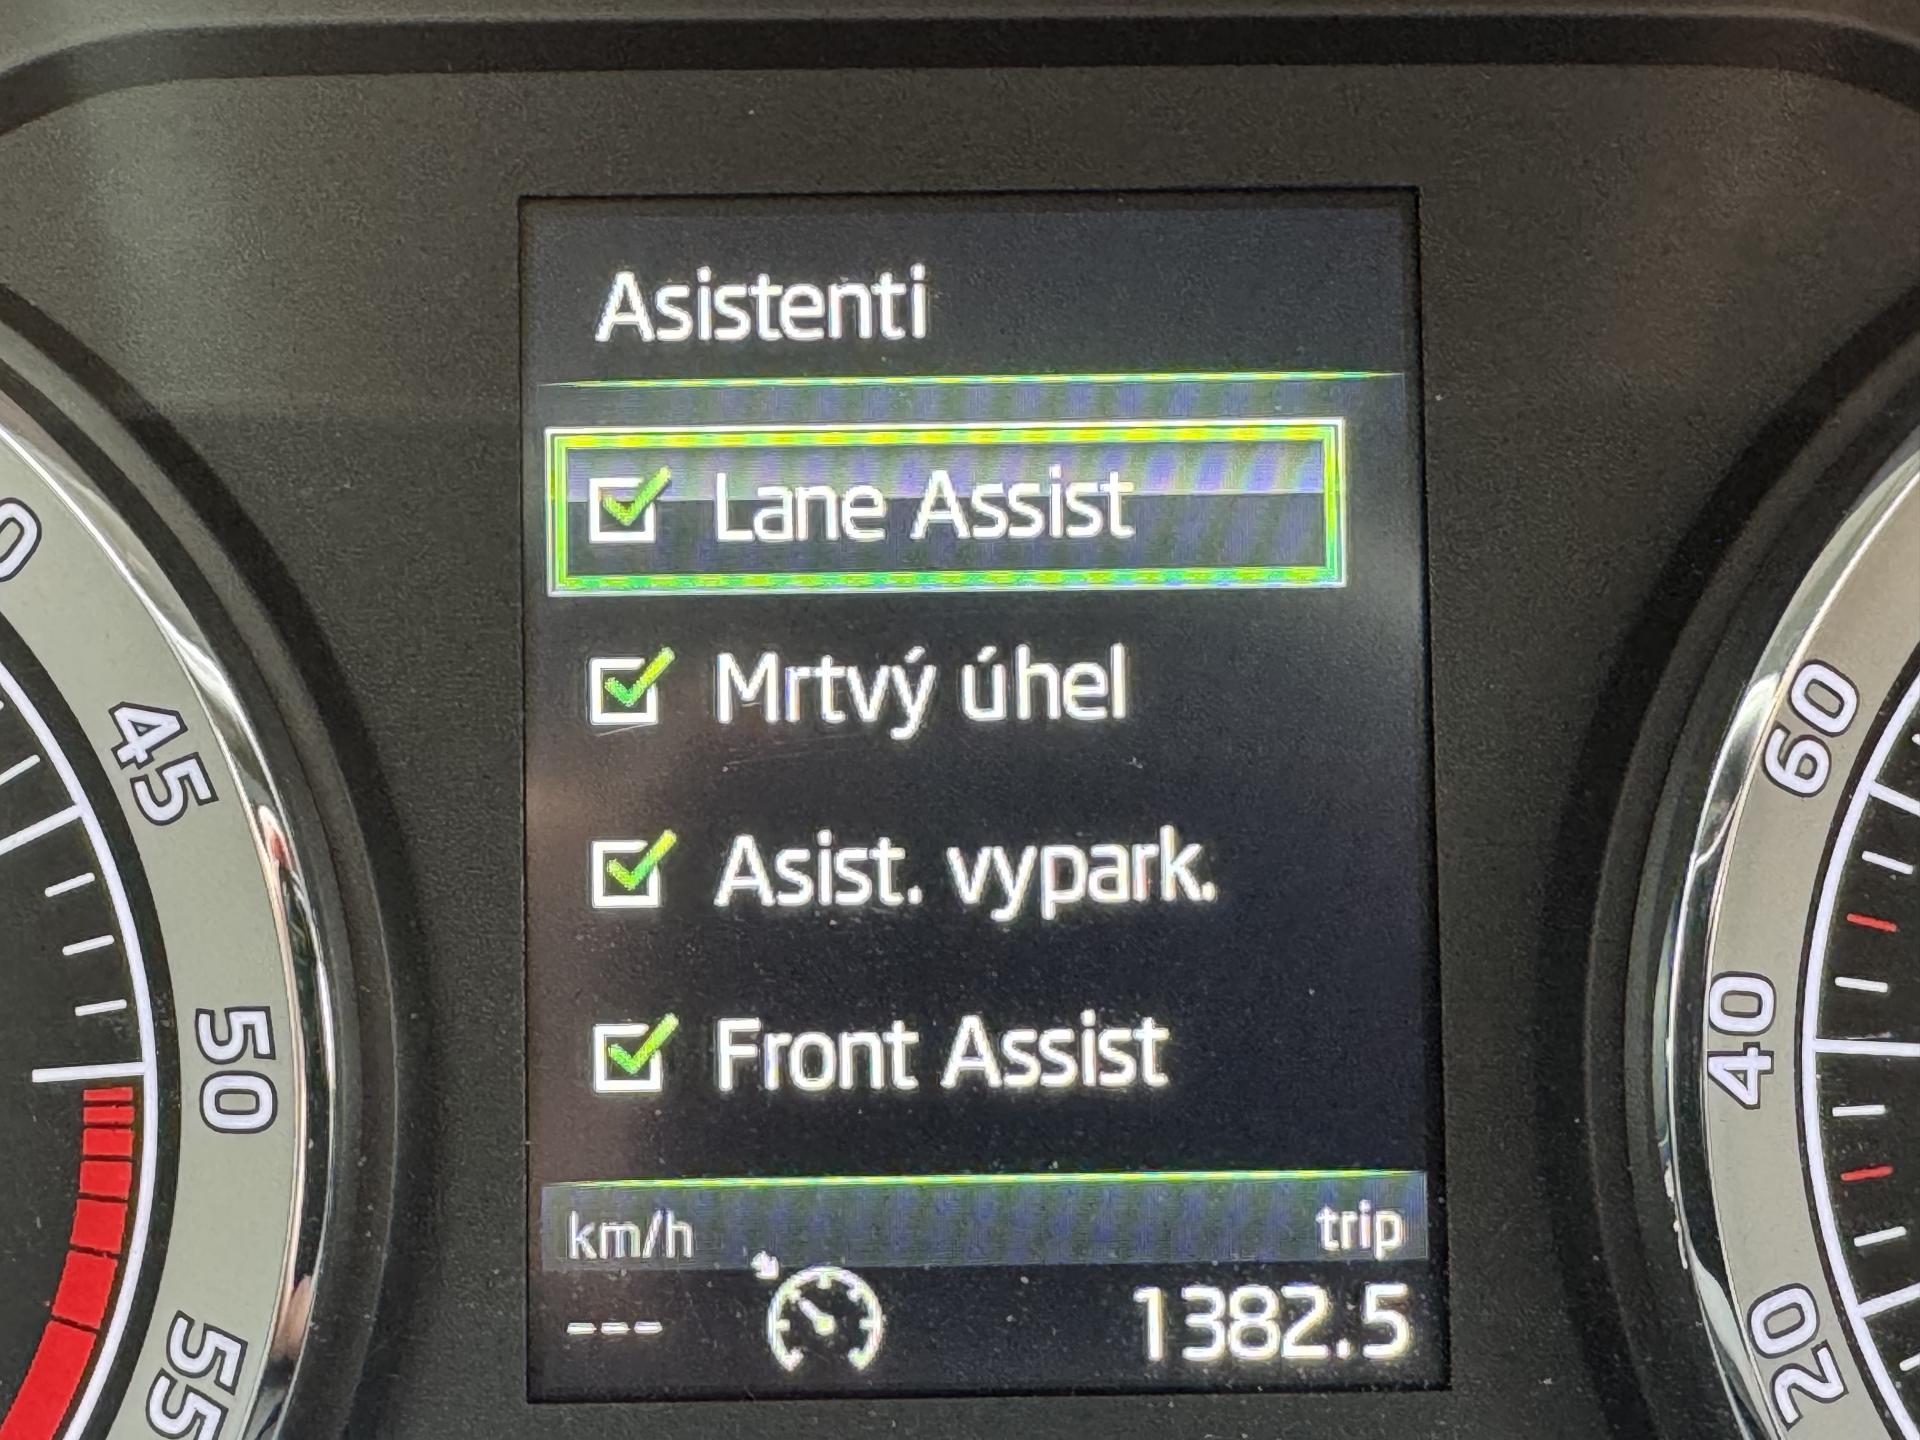 Asistenti
Lane Assist
Mrtvý úhel
Asist. vypark.
Front Assist
km/h trip
--- 1382.5
45
50
55
60
40
20